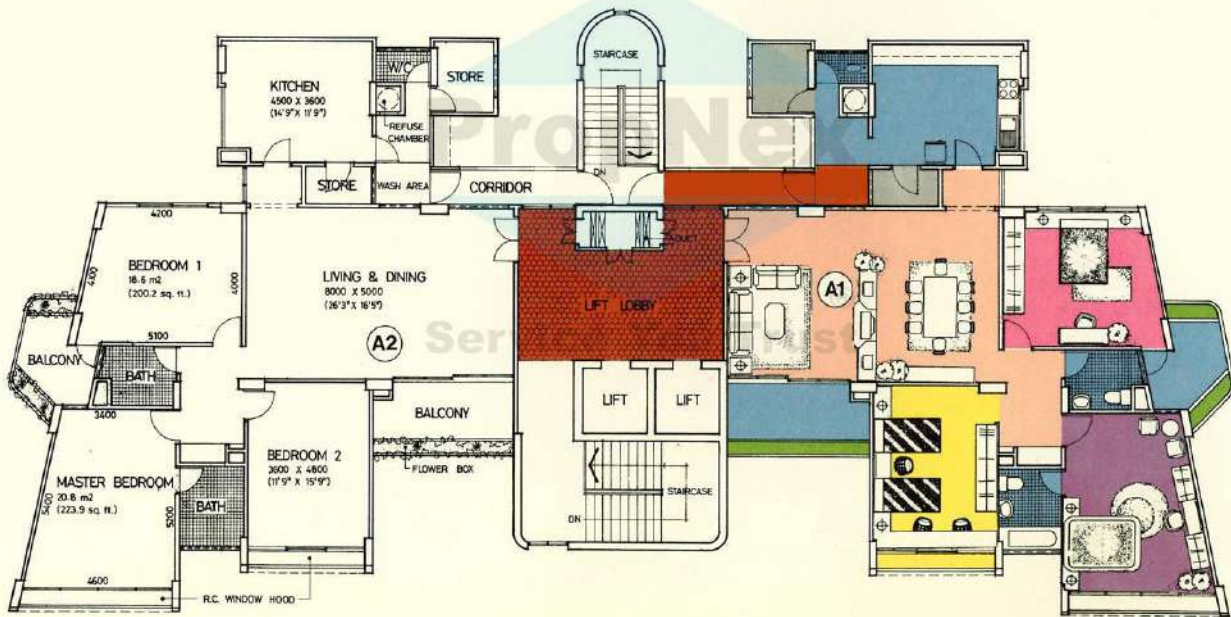 STAIRCASE
W/C
STORE
KITCHEN
4500 X 3600
(14'9" X 11'9")
REFUSE
CHAMBER
PropNex
DN
STORE
WASH AREA
CORRIDOR
4200
DUCT
BEDROOM 1
18.6 m2
(200.2 sq. ft.)
4100
4000
LIVING & DINING
8000 X 5000
(26'3" X 16'5")
LIFT LOBBY
A1
5100
A2
BALCONY
BATH
LIFT
LIFT
3400
BALCONY
BEDROOM 2
3600 X 4800
(11'9" X 15'9")
FLOWER BOX
MASTER BEDROOM
20.8 m2
(223.9 sq. ft.)
5400
5200
BATH
STAIRCASE
DN
4600
R.C. WINDOW HOOD